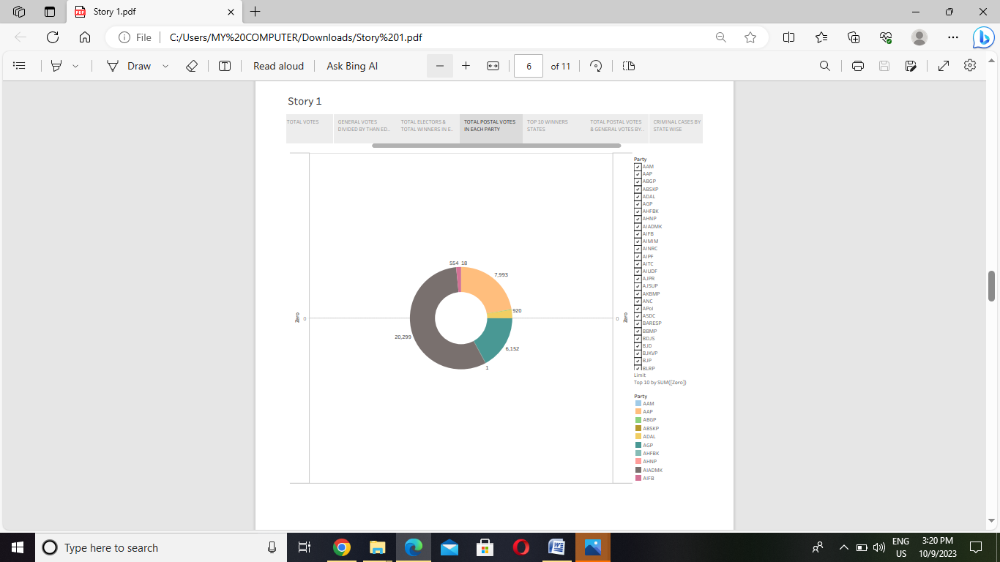 Story 1.pdf
File
C:/Users/MY%20COMPUTER/Downloads/Story%201.pdf
Draw
Read aloud
Ask Bing AI
6
of 11
Story 1
TOTAL VOTES
GENERAL VOTES
DIVIDED BY THAN ED..
TOTAL ELECTORS &
TOTAL WINNERS IN E..
TOTAL POSTAL VOTES
IN EACH PARTY
TOP 10 WINNERS
STATES
TOTAL POSTAL VOTES
& GENERAL VOTES BY..
CRIMINAL CASES BY
STATE WISE
Zero
0
554
18
7,993
920
6,152
1
20,299
0
Zero
Party
AAM
AAP
ABGP
ABSKP
ADAL
AGP
AHFBK
AHNP
AIADMK
AIFB
AIMIM
AINRC
AIPF
AITC
AIUDF
AJPR
AJSUP
AKBMP
ANC
APoI
ASDC
BARESP
BBMP
BDJS
BJD
BJKVP
BJP
BLRP
Limit
Top 10 by SUM([Zero])
Party
AAM
AAP
ABGP
ABSKP
ADAL
AGP
AHFBK
AHNP
AIADMK
AIFB
Type here to search
ENG
US
3:20 PM
10/9/2023